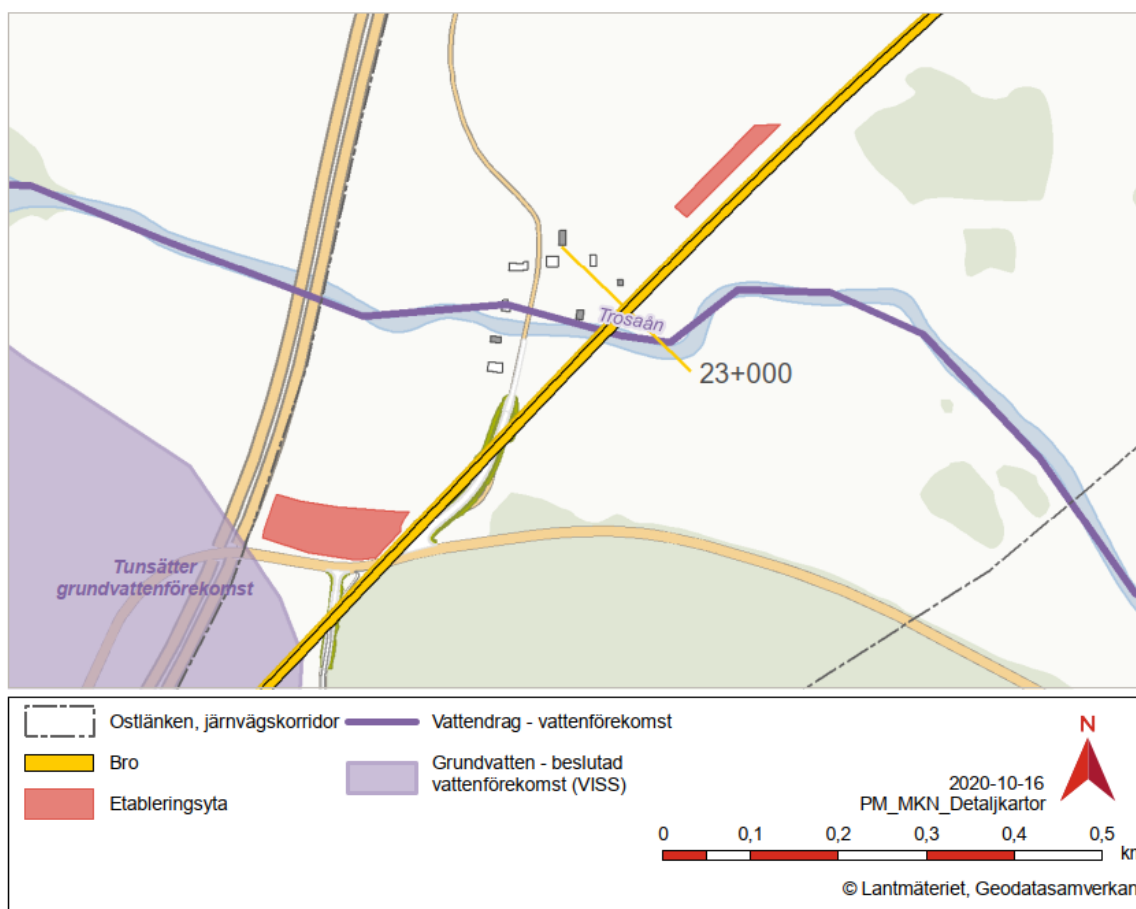 Trosaån
23+000
Tunsätter
grundvattenförekomst
Ostlänken, järnvägskorridor
Bro
Etableringsyta
Vattendrag - vattenförekomst
Grundvatten - beslutad
vattenförekomst (VISS)
N
2020-10-16
PM_MKN_Detaljkartor
0 0,1 0,2 0,3 0,4 0,5
km
© Lantmäteriet, Geodatasamverkan